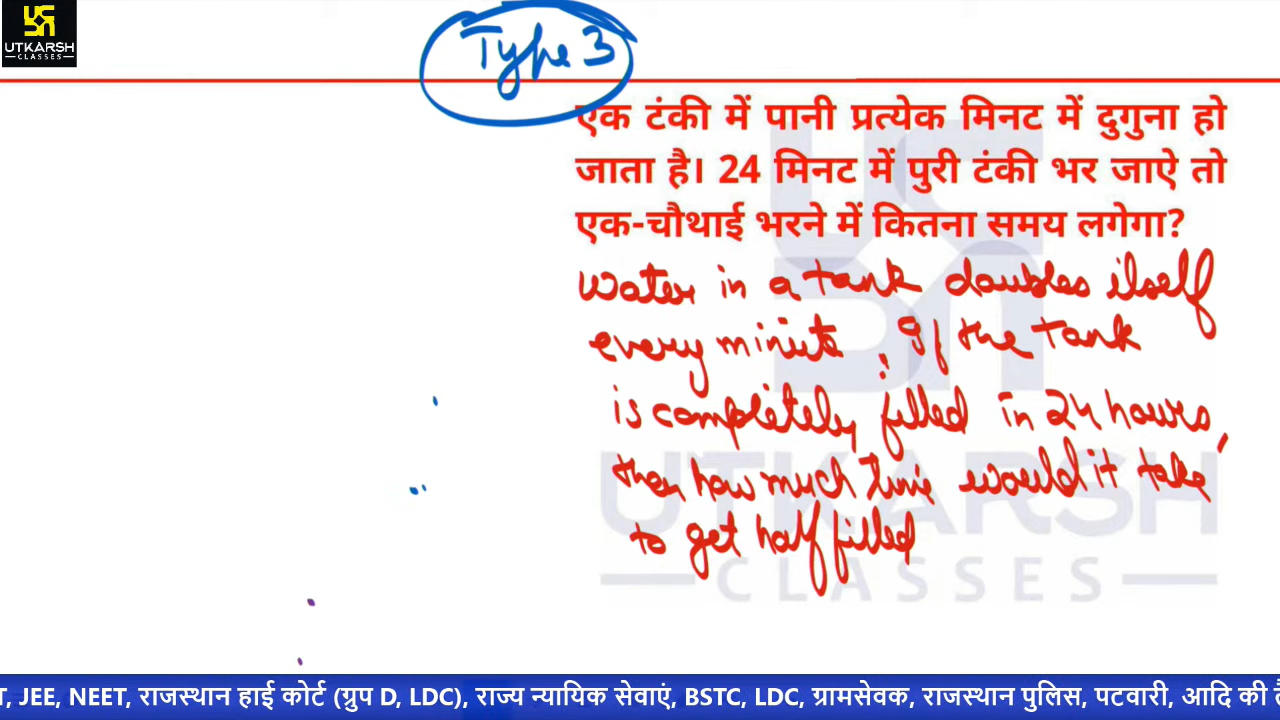 UTKARSH
CLASSES
Type 3
एक टंकी में पानी प्रत्येक मिनट में दुगुना हो
जाता है। 24 मिनट में पुरी टंकी भर जाऐ तो
एक-चौथाई भरने में कितना समय लगेगा?
Water in a tank doubles itself
every minute. If the tank
is completely filled in 24 hours,
then how much time would it take
to get half filled
UTKARSH
CLASSES
T, JEE, NEET, राजस्थान हाई कोर्ट (ग्रुप D, LDC), राज्य न्यायिक सेवाएं, BSTC, LDC, ग्रामसेवक, राजस्थान पुलिस, पटवारी, आदि की